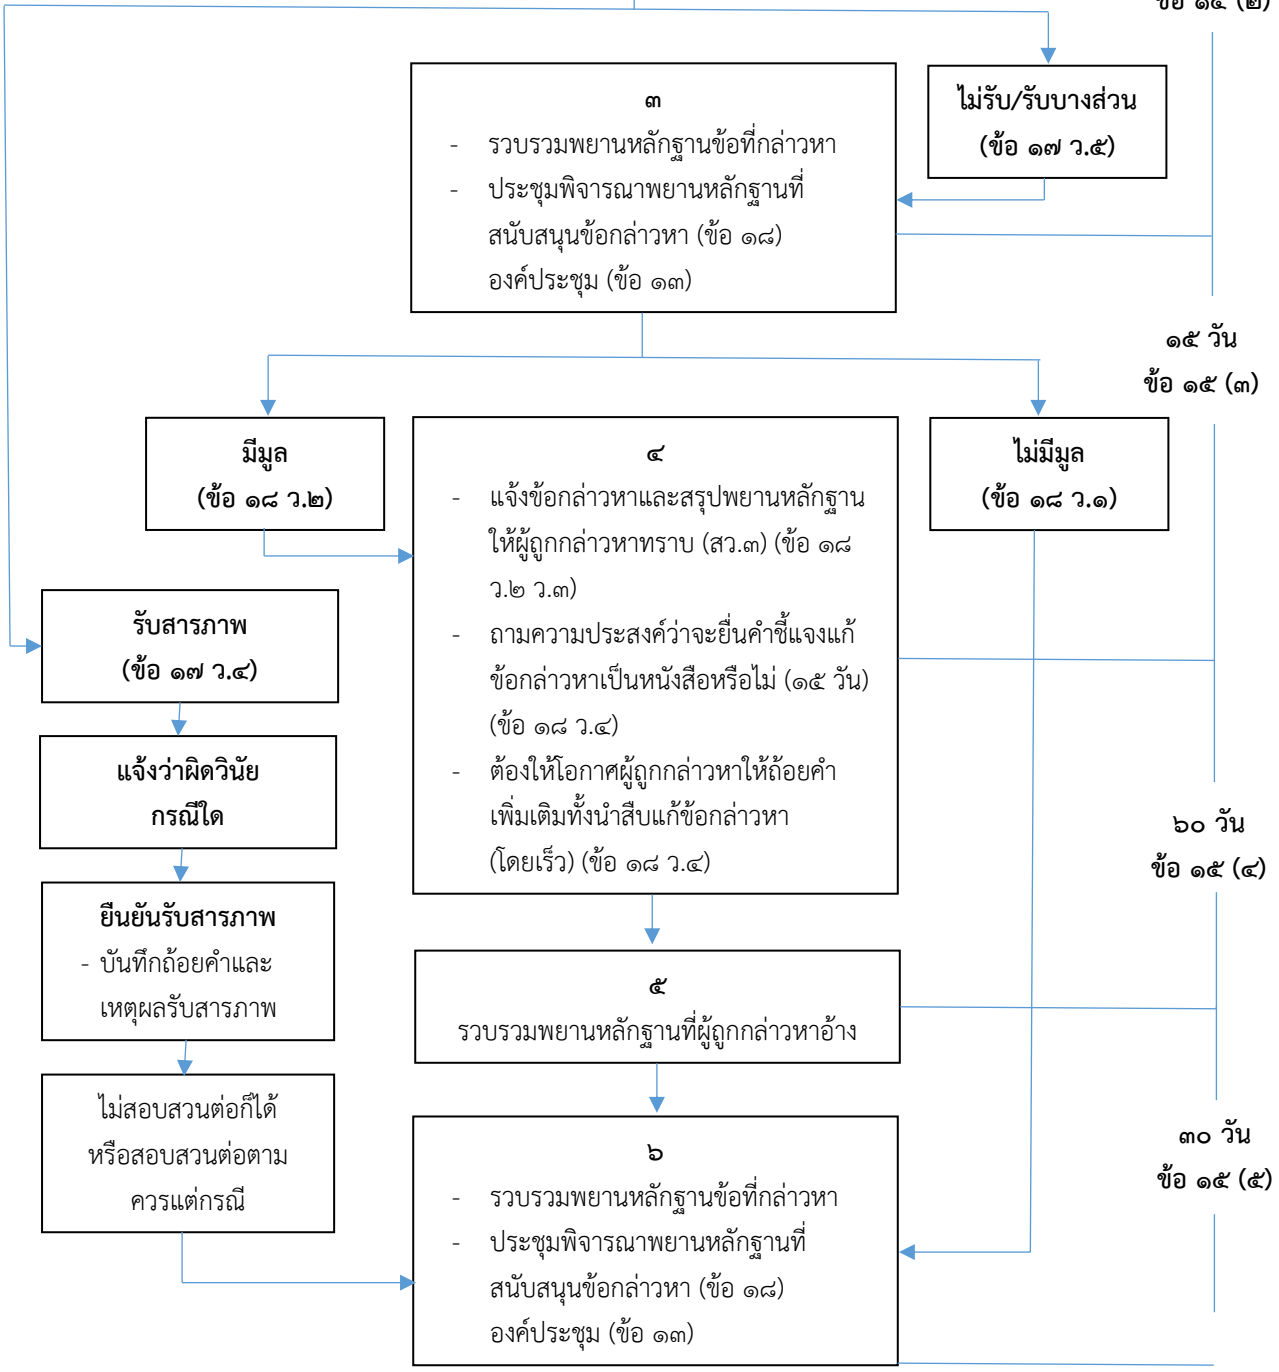 ข้อ ๑๕ (๒)
๓
- รวบรวมพยานหลักฐานข้อที่กล่าวหา
- ประชุมพิจารณาพยานหลักฐานที่
สนับสนุนข้อกล่าวหา (ข้อ ๑๘)
องค์ประชุม (ข้อ ๑๓)
ไม่รับ/รับบางส่วน
(ข้อ ๑๗ ว.๕)
๑๕ วัน
ข้อ ๑๕ (๓)
มีมูล
(ข้อ ๑๘ ว.๒)
๔
- แจ้งข้อกล่าวหาและสรุปพยานหลักฐาน
ให้ผู้ถูกกล่าวหาทราบ (สว.๓) (ข้อ ๑๘
ว.๒ ว.๓)
- ถามความประสงค์ว่าจะยื่นคำชี้แจงแก้
ข้อกล่าวหาเป็นหนังสือหรือไม่ (๑๕ วัน)
(ข้อ ๑๘ ว.๔)
- ต้องให้โอกาสผู้ถูกกล่าวหาให้ถ้อยคำ
เพิ่มเติมทั้งนำสืบแก้ข้อกล่าวหา
(โดยเร็ว) (ข้อ ๑๘ ว.๔)
ไม่มีมูล
(ข้อ ๑๘ ว.๑)
รับสารภาพ
(ข้อ ๑๗ ว.๔)
แจ้งว่าผิดวินัย
กรณีใด
๖๐ วัน
ข้อ ๑๕ (๔)
ยืนยันรับสารภาพ
- บันทึกถ้อยคำและ
เหตุผลรับสารภาพ
๕
รวบรวมพยานหลักฐานที่ผู้ถูกกล่าวหาอ้าง
ไม่สอบสวนต่อก็ได้
หรือสอบสวนต่อตาม
ควรแต่กรณี
๓๐ วัน
ข้อ ๑๕ (๕)
๖
- รวบรวมพยานหลักฐานข้อที่กล่าวหา
- ประชุมพิจารณาพยานหลักฐานที่
สนับสนุนข้อกล่าวหา (ข้อ ๑๘)
องค์ประชุม (ข้อ ๑๓)